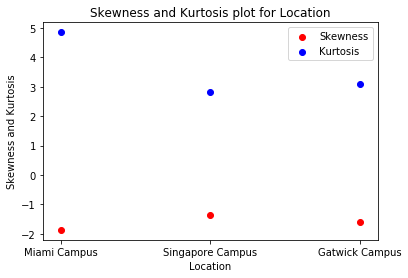 Skewness and Kurtosis plot for Location
Skewness
Kurtosis
Skewness and Kurtosis
5
4
3
2
1
0
−1
−2
Miami Campus
Singapore Campus
Gatwick Campus
Location